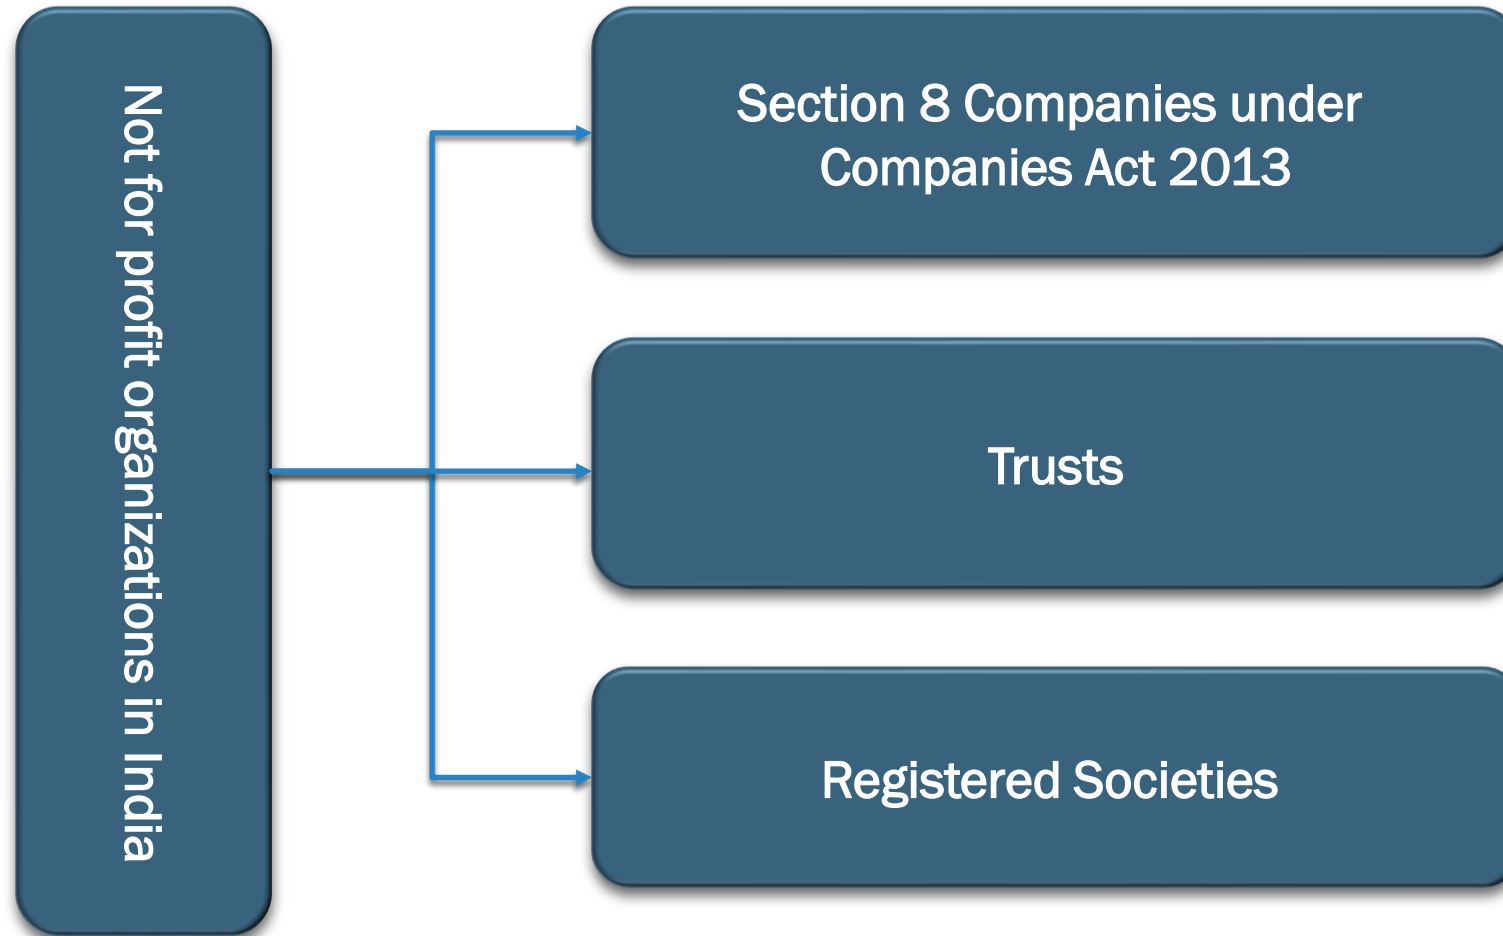 Not for profit organizations in India
Section 8 Companies under
Companies Act 2013
Trusts
Registered Societies